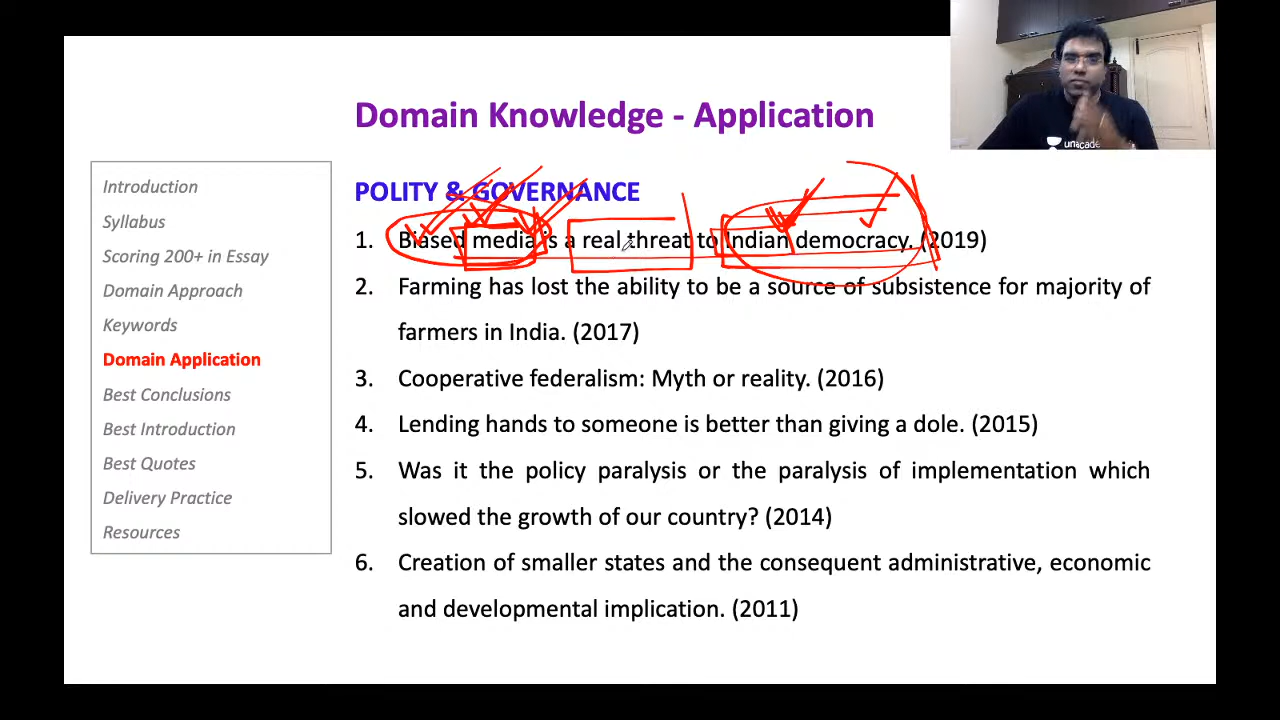 Domain Knowledge - Application
unacade
Introduction
Syllabus
Scoring 200+ in Essay
Domain Approach
Keywords
Domain Application
Best Conclusions
Best Introduction
Best Quotes
Delivery Practice
Resources
POLITY & GOVERNANCE
1. Biased media is a real threat to Indian democracy. (2019)
2. Farming has lost the ability to be a source of subsistence for majority of
farmers in India. (2017)
3. Cooperative federalism: Myth or reality. (2016)
4. Lending hands to someone is better than giving a dole. (2015)
5. Was it the policy paralysis or the paralysis of implementation which
slowed the growth of our country? (2014)
6. Creation of smaller states and the consequent administrative, economic
and developmental implication. (2011)